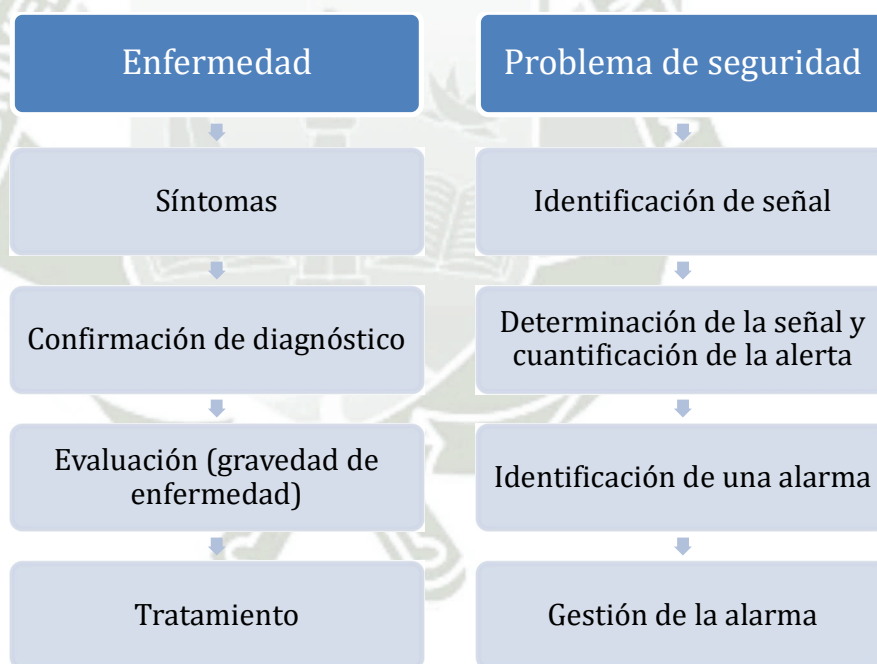 Enfermedad
Síntomas
Confirmación de diagnóstico
Evaluación (gravedad de
enfermedad)
Tratamiento
Problema de seguridad
Identificación de señal
Determinación de la señal y
cuantificación de la alerta
Identificación de una alarma
Gestión de la alarma